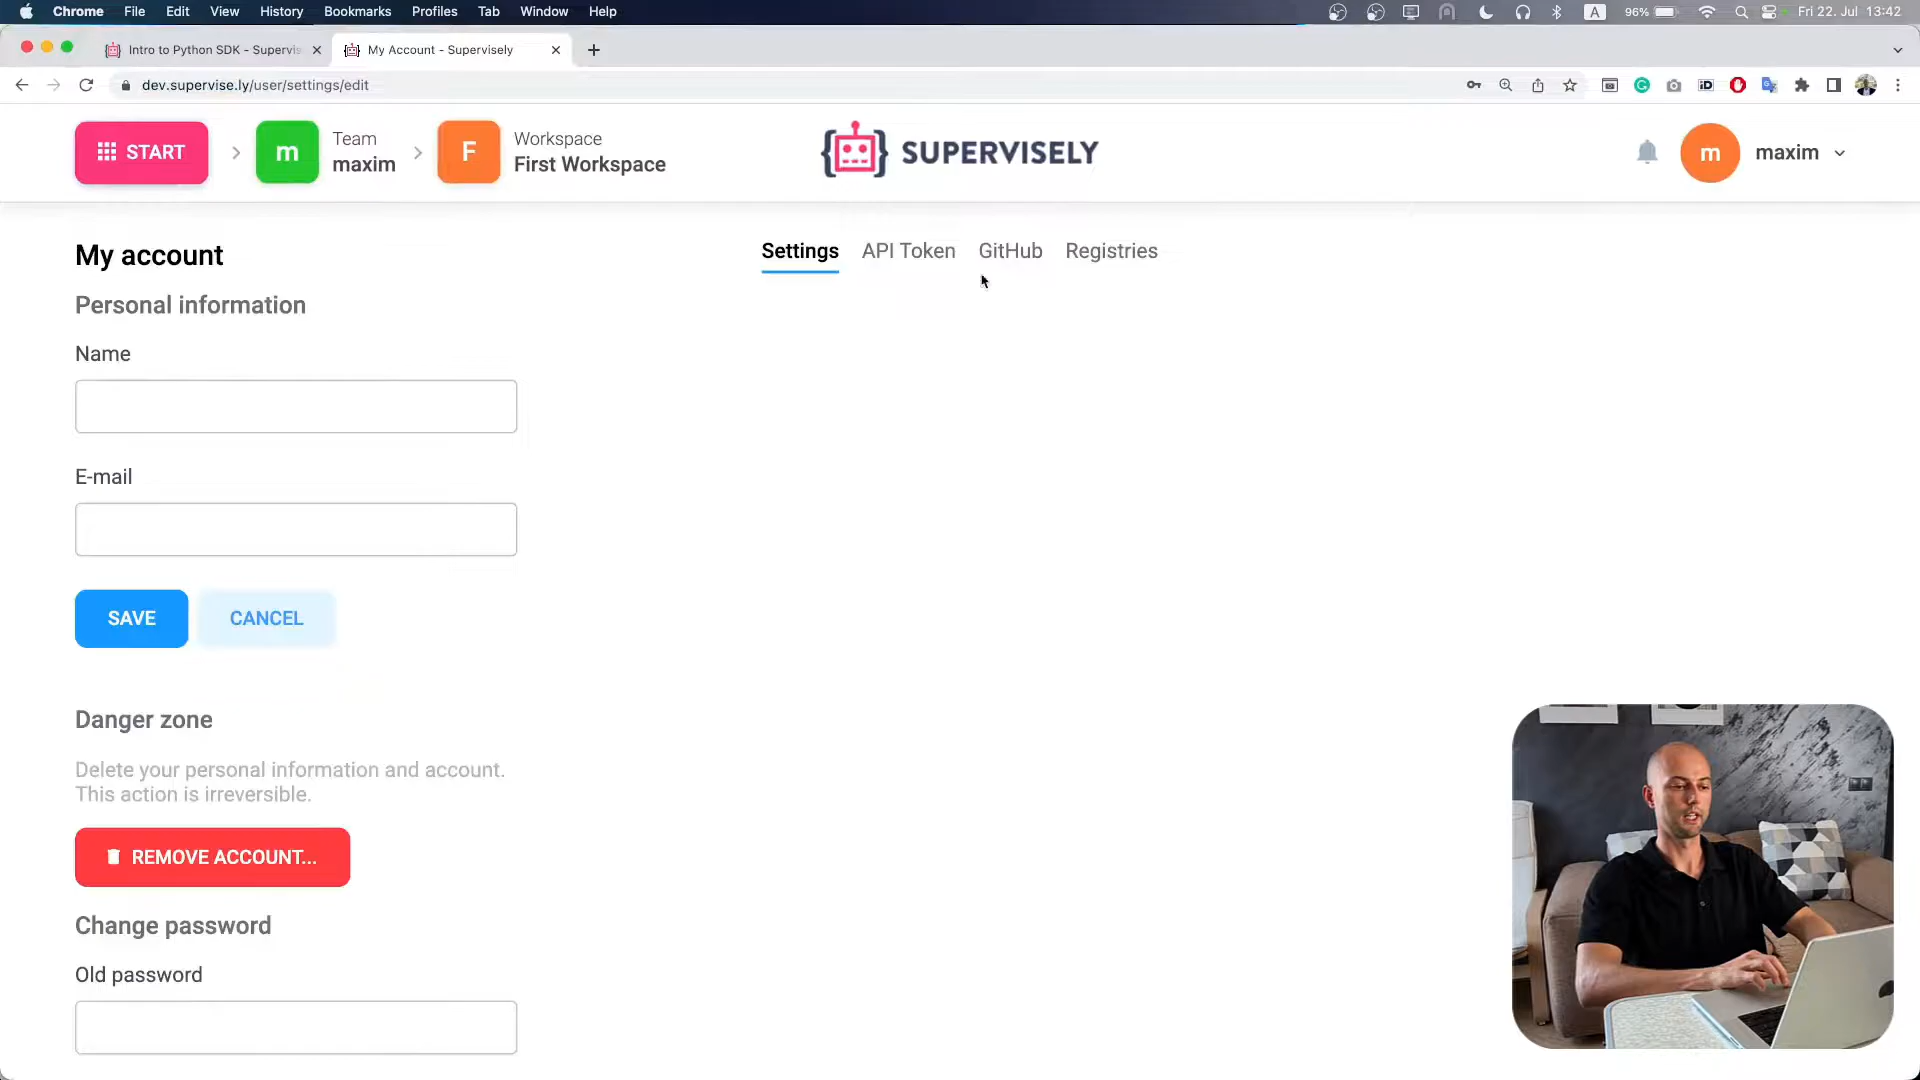 Chrome File Edit View History Bookmarks Profiles Tab Window Help A 96% Fri 22. Jul 13:42
Intro to Python SDK - Supervis
My Account - Supervisely
dev.supervise.ly/user/settings/edit
START
m
Team
maxim
F
Workspace
First Workspace
SUPERVISELY
m
maxim
My account
Settings API Token GitHub Registries
Personal information
Name
E-mail
SAVE CANCEL
Danger zone
Delete your personal information and account.
This action is irreversible.
REMOVE ACCOUNT...
Change password
Old password